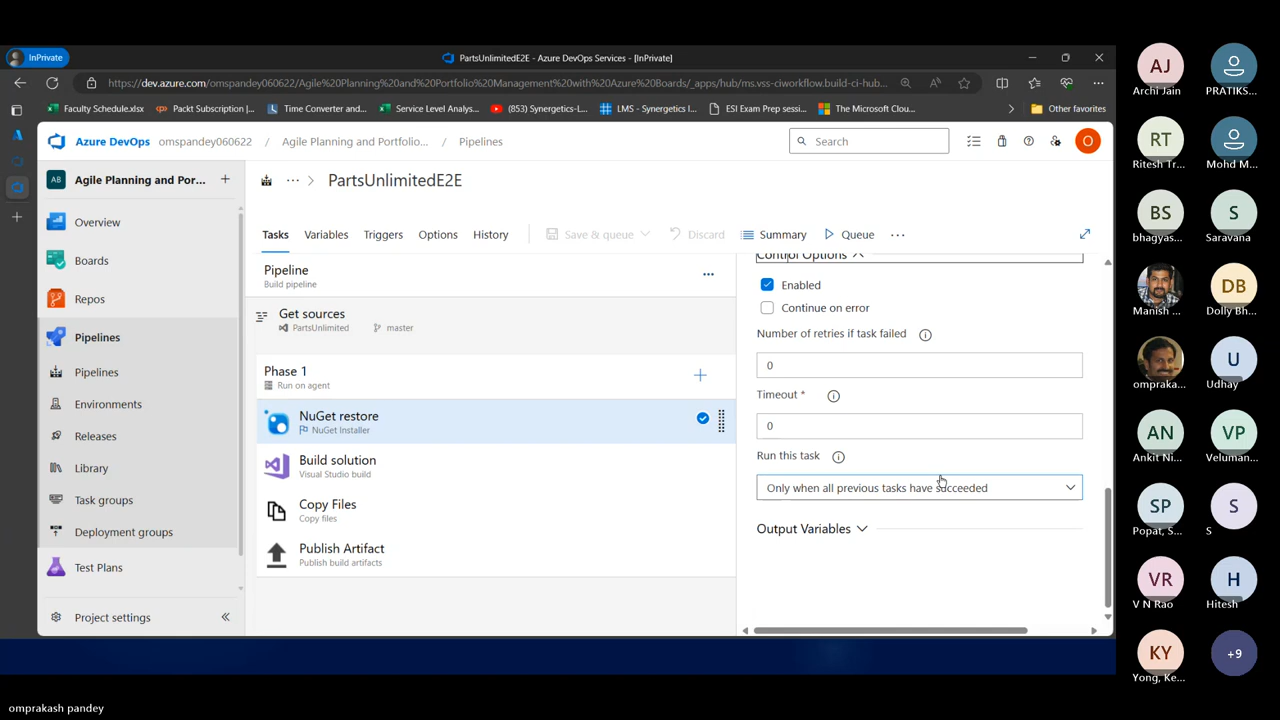 InPrivate
PartsUnlimitedE2E - Azure DevOps Services - [InPrivate]
https://dev.azure.com/omspandey060622/Agile%20Planning%20and%20Portfolio%20Management%20with%20Azure%20Boards/_apps/hub/ms.vss-ciworkflow.build-ci-hub...
Faculty Schedule.xlsx
Packt Subscription |...
Time Converter and...
Service Level Analys...
(853) Synergetics-L...
LMS - Synergetics I...
ESI Exam Prep sessi...
The Microsoft Clou...
Other favorites
Azure DevOps
omspandey060622 / Agile Planning and Portfolio... / Pipelines
Search
O
AB
Agile Planning and Por...
PartsUnlimitedE2E
Overview
Boards
Repos
Pipelines
Pipelines
Environments
Releases
Library
Task groups
Deployment groups
Test Plans
Project settings
Tasks
Variables
Triggers
Options
History
Save & queue
Discard
Summary
Queue
Pipeline
Build pipeline
Get sources
PartsUnlimited
master
Phase 1
Run on agent
NuGet restore
NuGet Installer
Build solution
Visual Studio build
Copy Files
Copy files
Publish Artifact
Publish build artifacts
Control Options
Enabled
Continue on error
Number of retries if task failed
0
Timeout *
0
Run this task
Only when all previous tasks have succeeded
Output Variables
AJ
Archi Jain
PRATIKS...
RT
Ritesh Tr...
Mohd M...
BS
bhagyas...
S
Saravana
Manish ...
DB
Dolly Bh...
ompraka...
U
Udhay
AN
Ankit Ni...
VP
Veluman...
SP
Popat, S...
S
S
VR
V N Rao
H
Hitesh
KY
Yong, Ke...
+9
omprakash pandey